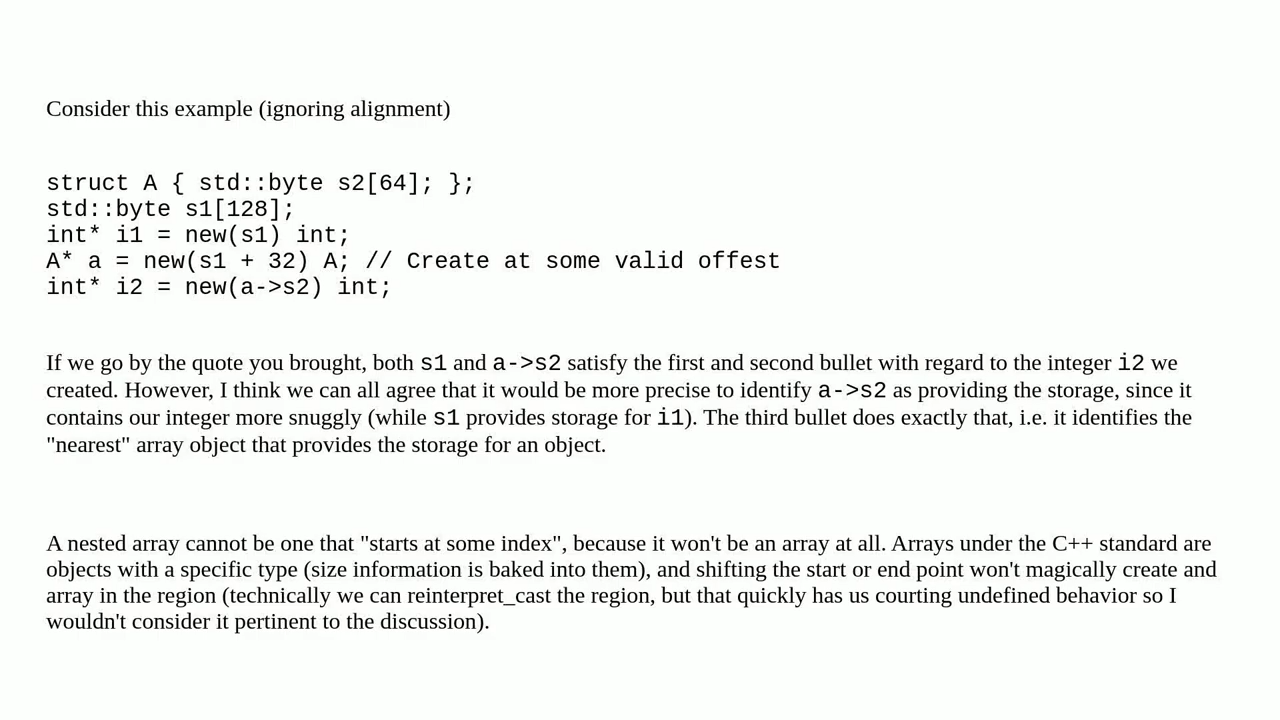 Consider this example (ignoring alignment)
struct A { std::byte s2[64]; };
std::byte s1[128];
int* i1 = new(s1) int;
A* a = new(s1 + 32) A; // Create at some valid offest
int* i2 = new(a->s2) int;
If we go by the quote you brought, both s1 and a->s2 satisfy the first and second bullet with regard to the integer i2 we
created. However, I think we can all agree that it would be more precise to identify a->s2 as providing the storage, since it
contains our integer more snuggly (while s1 provides storage for i1). The third bullet does exactly that, i.e. it identifies the
"nearest" array object that provides the storage for an object.
A nested array cannot be one that "starts at some index", because it won't be an array at all. Arrays under the C++ standard are
objects with a specific type (size information is baked into them), and shifting the start or end point won't magically create and
array in the region (technically we can reinterpret_cast the region, but that quickly has us courting undefined behavior so I
wouldn't consider it pertinent to the discussion).